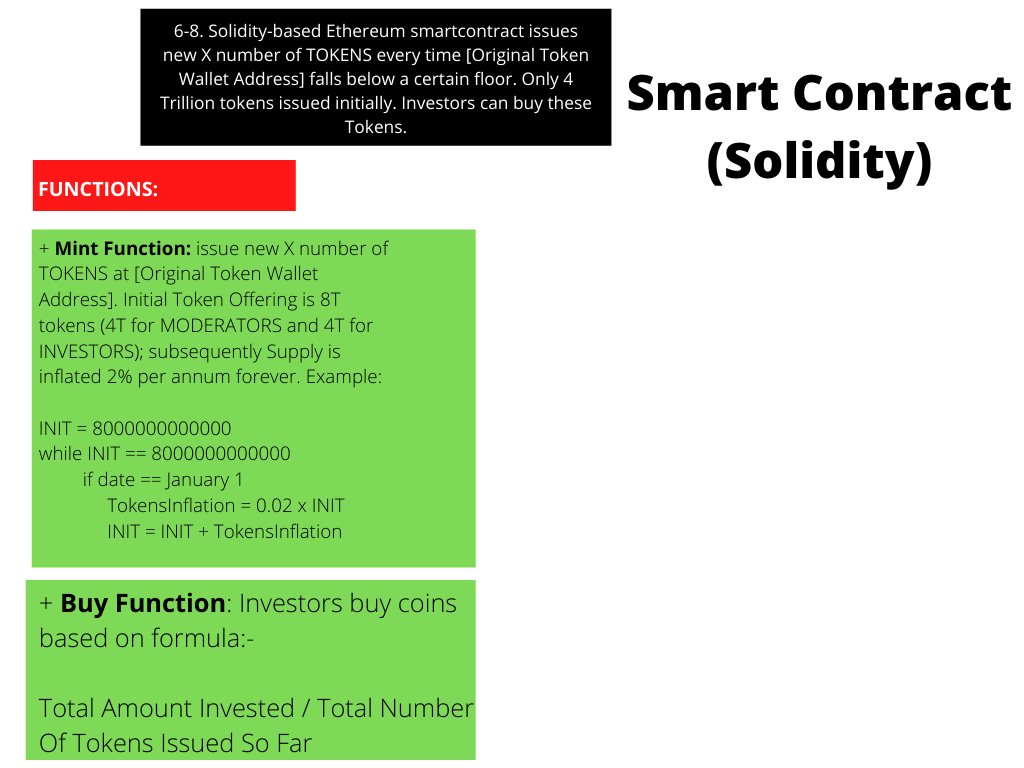 6-8. Solidity-based Ethereum smartcontract issues
new X number of TOKENS every time [Original Token
Wallet Address] falls below a certain floor. Only 4
Trillion tokens issued initially. Investors can buy these
Tokens.
Smart Contract
(Solidity)
FUNCTIONS:
+ Mint Function: issue new X number of
TOKENS at [Original Token Wallet
Address]. Initial Token Offering is 8T
tokens (4T for MODERATORS and 4T for
INVESTORS); subsequently Supply is
inflated 2% per annum forever. Example:
INIT = 8000000000000
while INIT == 8000000000000
if date == January 1
TokensInflation = 0.02 x INIT
INIT = INIT + TokensInflation
+ Buy Function: Investors buy coins
based on formula:-
Total Amount Invested / Total Number
Of Tokens Issued So Far